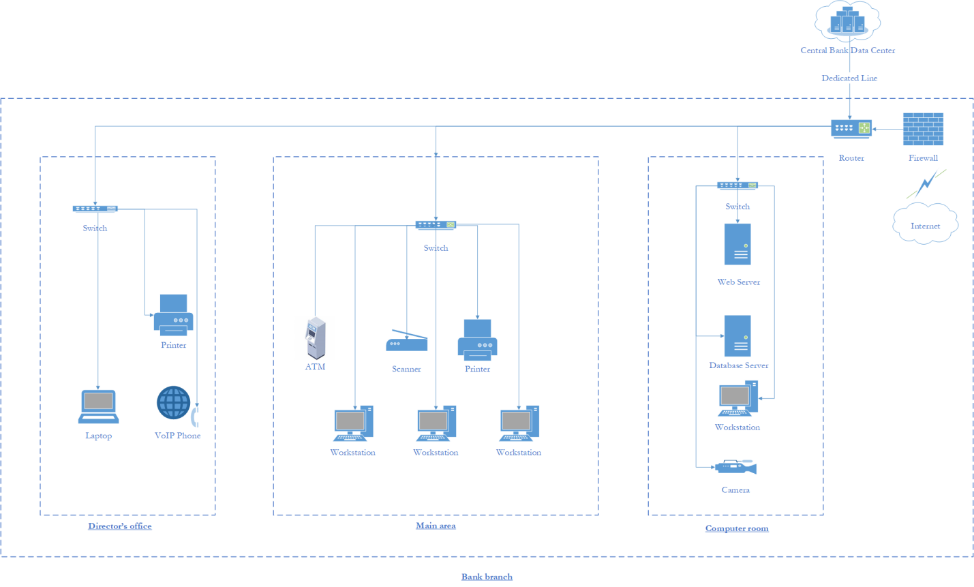 Central Bank Data Center
Dedicated Line
Router
Firewall
Internet
Switch
Printer
Laptop
VoIP Phone
Director's office
Switch
ATM
Scanner
Printer
Workstation
Workstation
Workstation
Main area
Switch
Web Server
Database Server
Workstation
Camera
Computer room
Bank branch